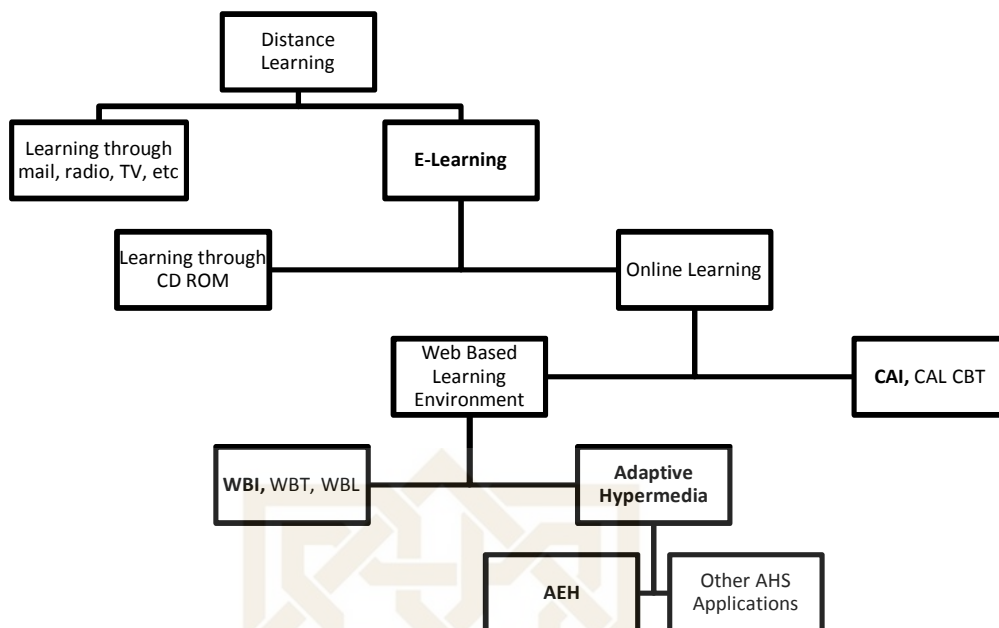 Distance
Learning
Learning through
mail, radio, TV, etc
E-Learning
Learning through
CD ROM
Online Learning
Web Based
Learning
Environment
CAI, CAL CBT
WBI, WBT, WBL
Adaptive
Hypermedia
AEH
Other AHS
Applications